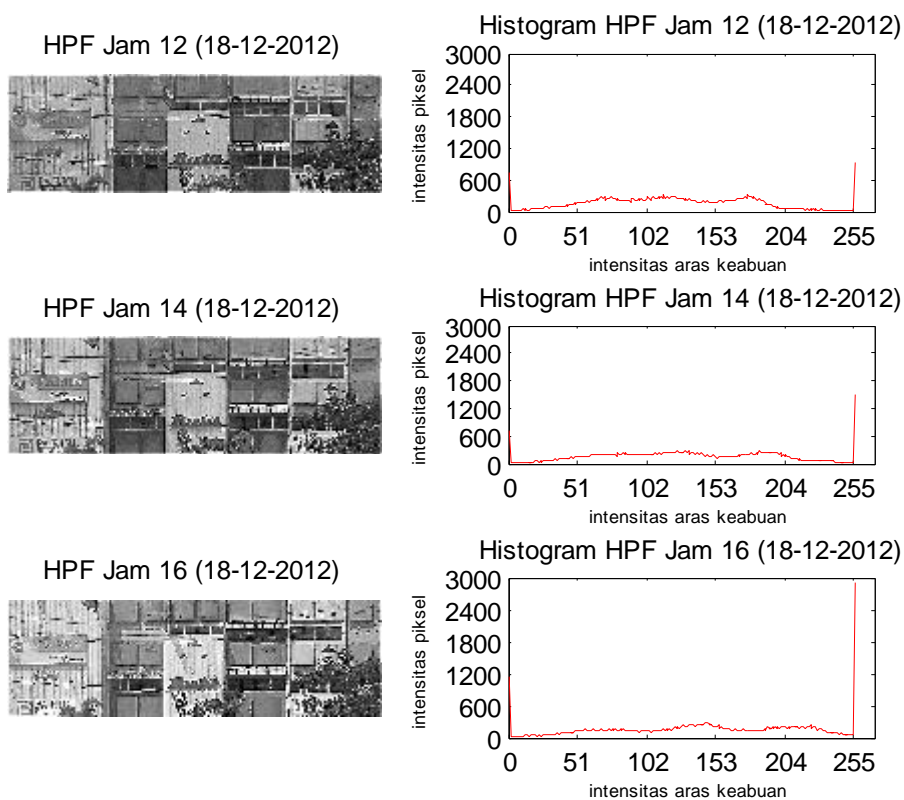 HPF Jam 12 (18-12-2012)
Histogram HPF Jam 12 (18-12-2012)
intensitas piksel
3000
2400
1800
1200
600
0
0 51 102 153 204 255
intensitas aras keabuan
HPF Jam 14 (18-12-2012)
Histogram HPF Jam 14 (18-12-2012)
intensitas piksel
3000
2400
1800
1200
600
0
0 51 102 153 204 255
intensitas aras keabuan
HPF Jam 16 (18-12-2012)
Histogram HPF Jam 16 (18-12-2012)
intensitas piksel
3000
2400
1800
1200
600
0
0 51 102 153 204 255
intensitas aras keabuan